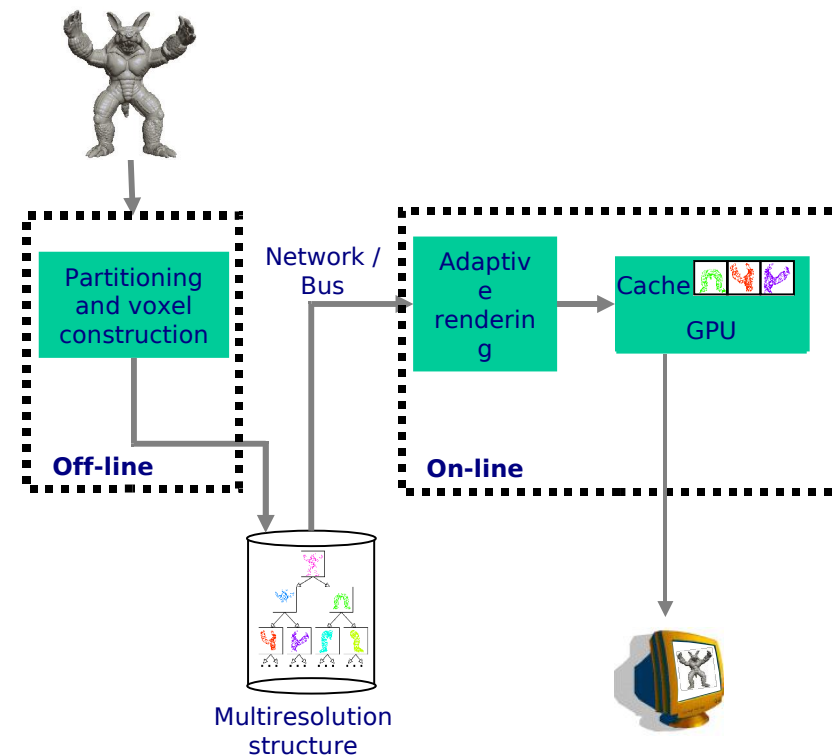 Partitioning
and voxel
construction
Off-line
Network /
Bus
Adaptiv
e
renderin
g
Cache
GPU
On-line
Multiresolution
structure